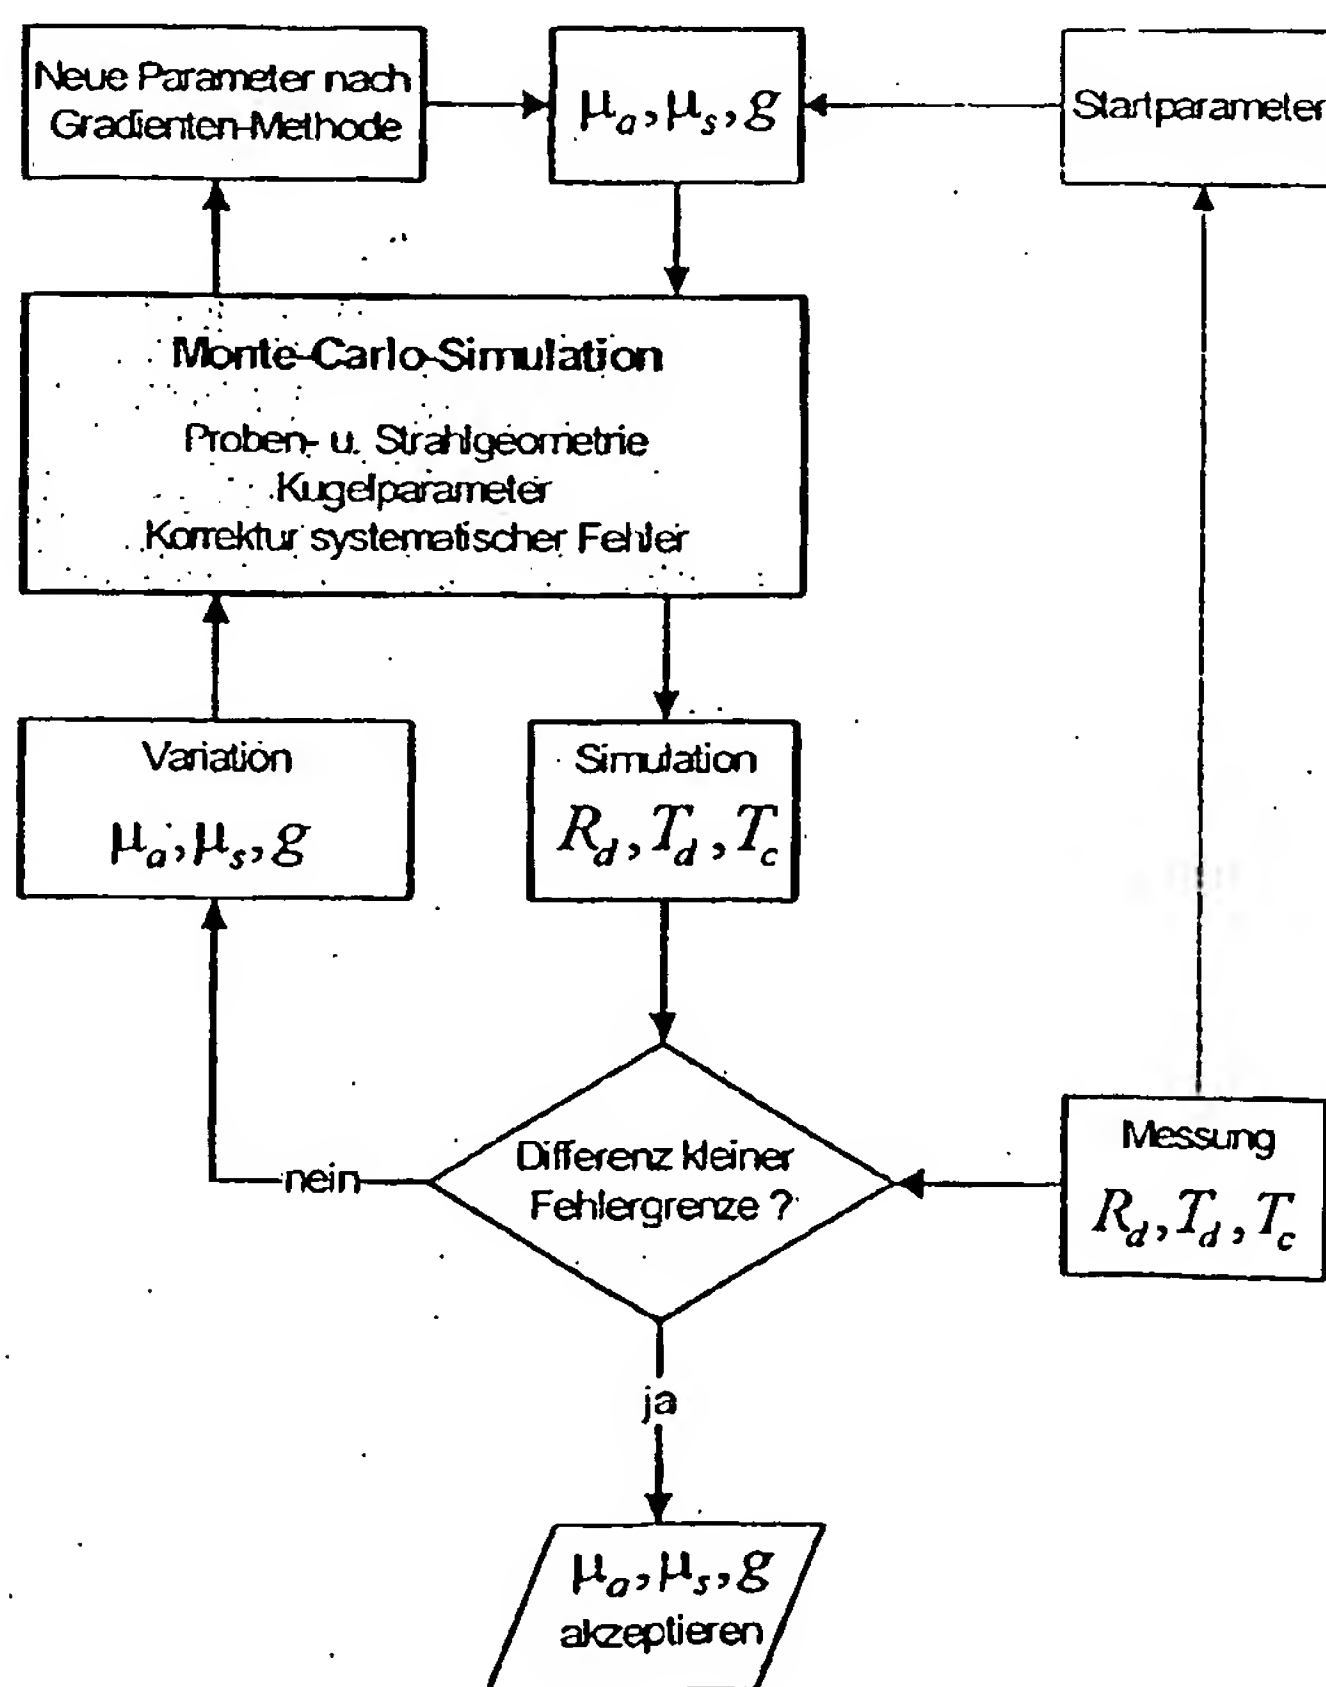 Neue Parameter nach
Gradienten-Methode
μa, μs, g
Startparameter
Monte-Carlo-Simulation
Proben- u. Strahlgeometrie
Kugelparameter
Korrektur systematischer Fehler
Variation
μa, μs, g
Simulation
Rd, Td, Tc
Differenz kleiner
Fehlergrenze ?
nein
Messung
Rd, Td, Tc
ja
μa, μs, g
akzeptieren